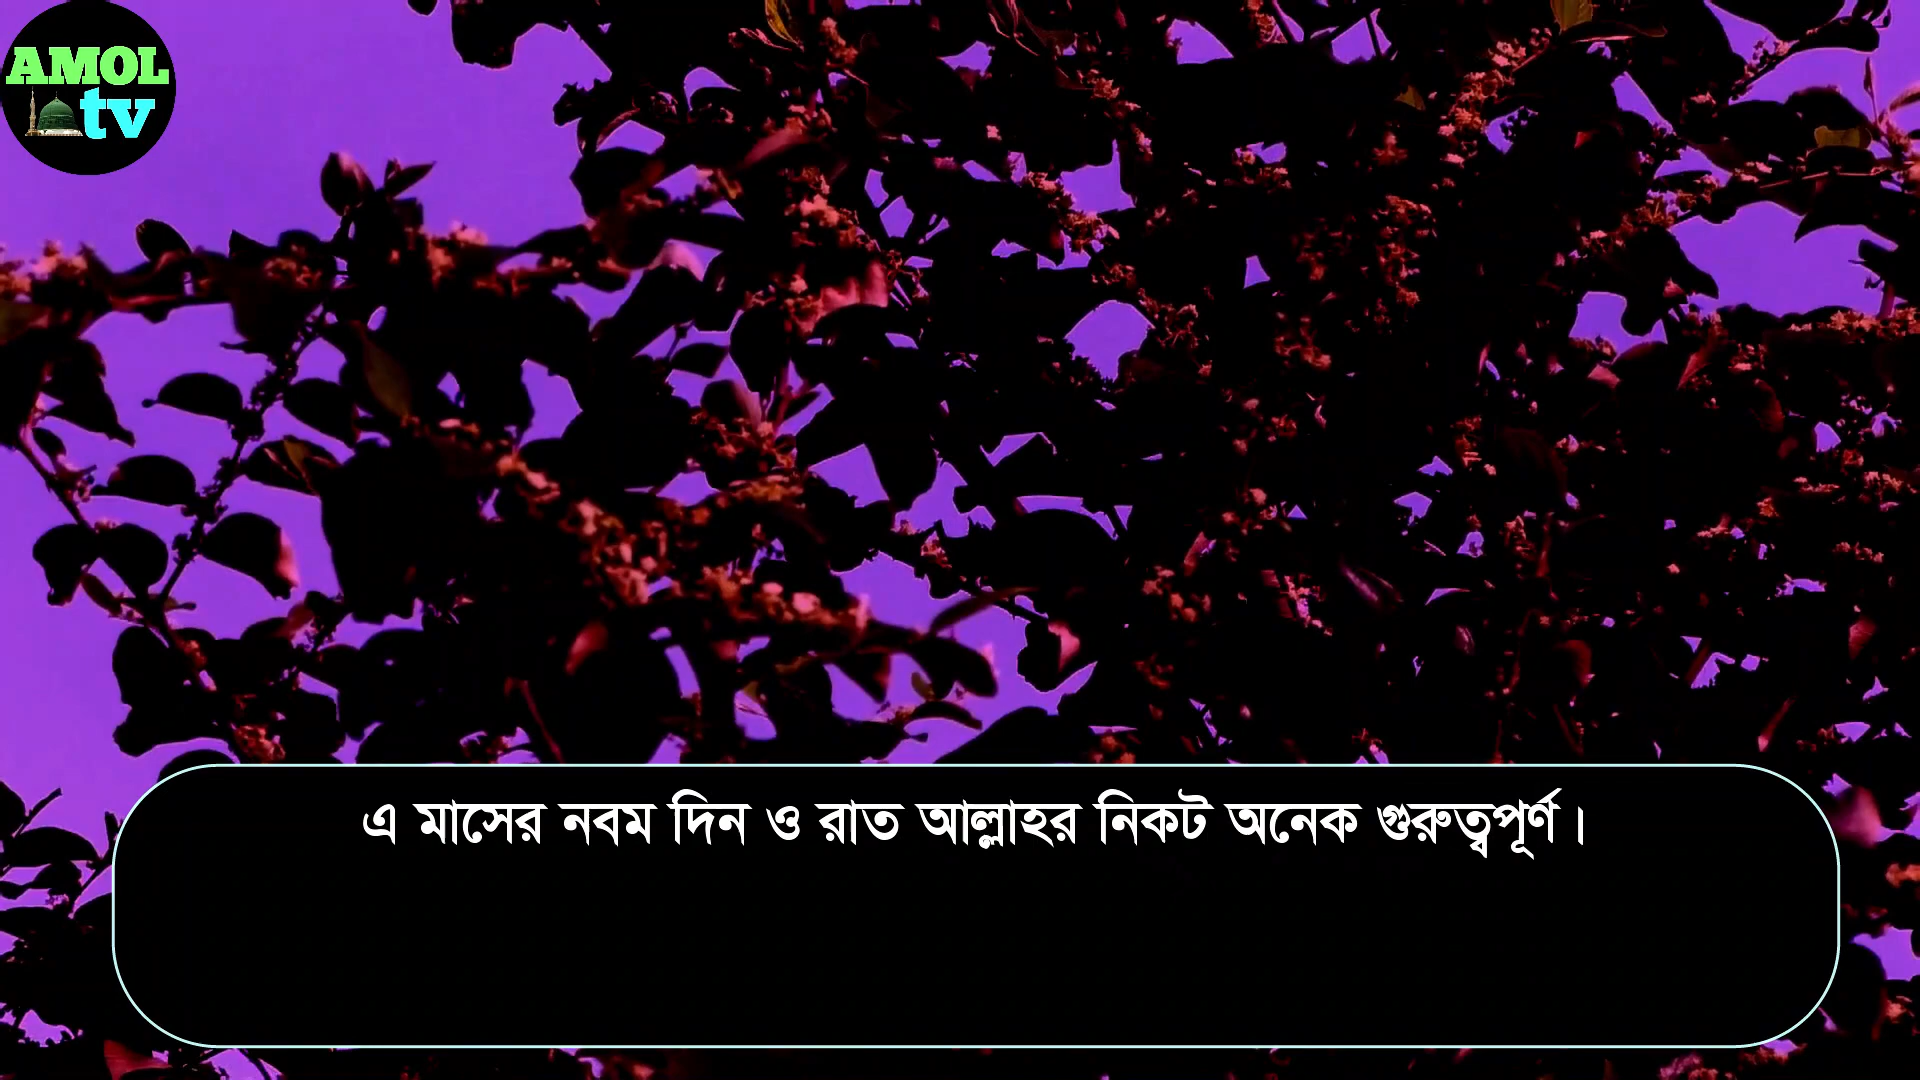 AMOL
tv
এ মাসের নবম দিন ও রাত আল্লাহর নিকট অনেক গুরুত্বপূর্ণ।